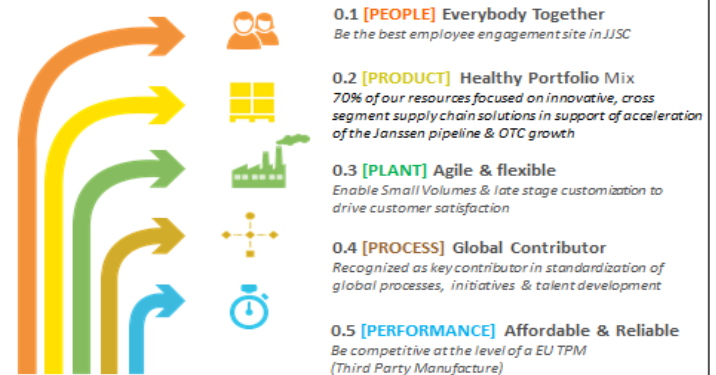 0.1 [PEOPLE] Everybody Together
Be the best employee engagement site in JJSC
0.2 [PRODUCT] Healthy Portfolio Mix
70% of our resources focused on innovative, cross
segment supply chain solutions in support of acceleration
of the Janssen pipeline & OTC growth
0.3 [PLANT] Agile & flexible
Enable Small Volumes & late stage customization to
drive customer satisfaction
0.4 [PROCESS] Global Contributor
Recognized as key contributor in standardization of
global processes, initiatives & talent development
0.5 [PERFORMANCE] Affordable & Reliable
Be competitive at the level of a EU TPM
(Third Party Manufacture)